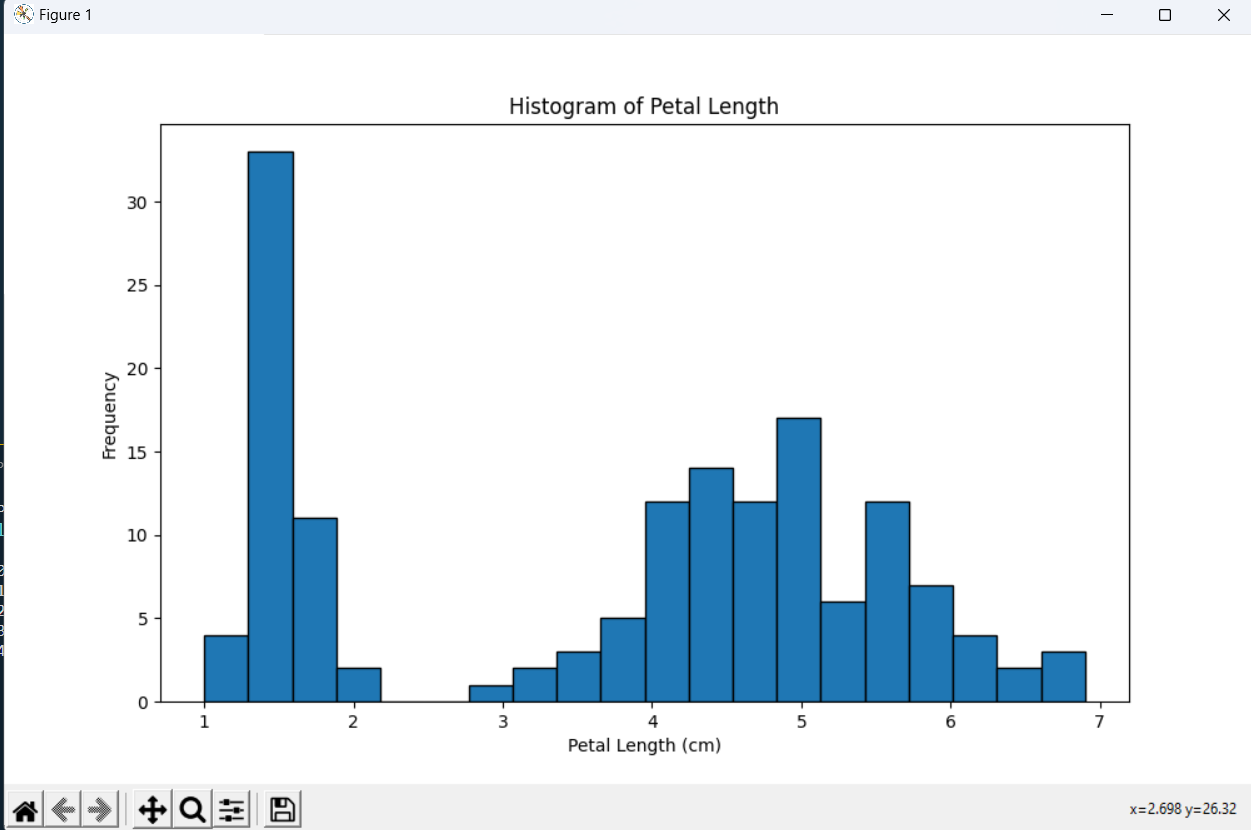 Figure 1
Histogram of Petal Length
30
25
20
15
10
5
0
Frequency
1 2 3 4 5 6 7
Petal Length (cm)
x=2.698 y=26.32